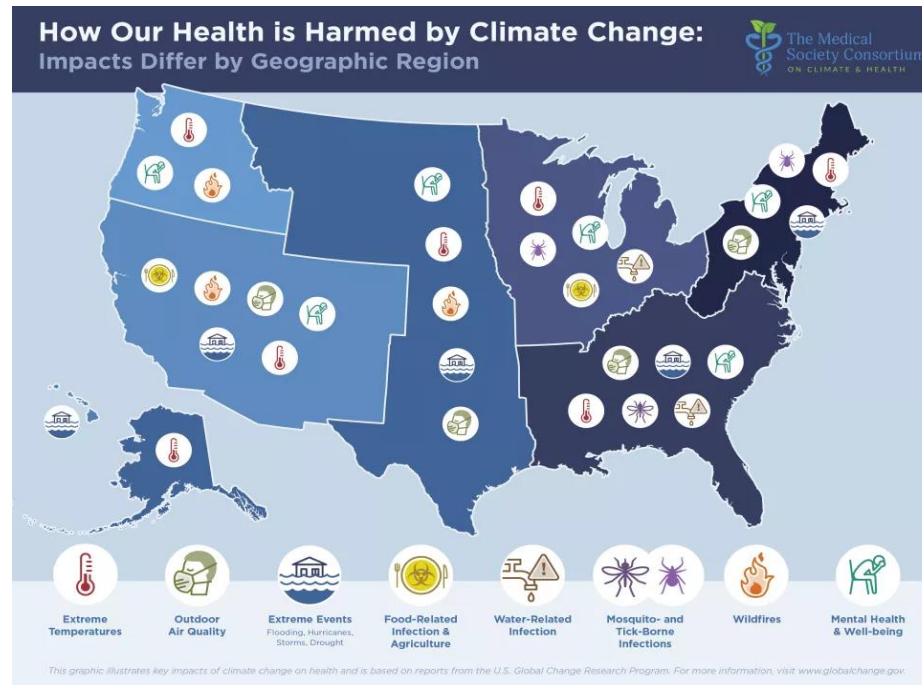 How Our Health is Harmed by Climate Change:
Impacts Differ by Geographic Region
The Medical
Society Consortium
ON CLIMATE & HEALTH
Extreme
Temperatures
Outdoor
Air Quality
Extreme Events
Flooding, Hurricanes,
Storms, Drought
Food-Related
Infection &
Agriculture
Water-Related
Infection
Mosquito- and
Tick-Borne
Infections
Wildfires
Mental Health
& Well-being
This graphic illustrates key impacts of climate change on health and is based on reports from the U.S. Global Change Research Program. For more information, visit www.globalchange.gov.